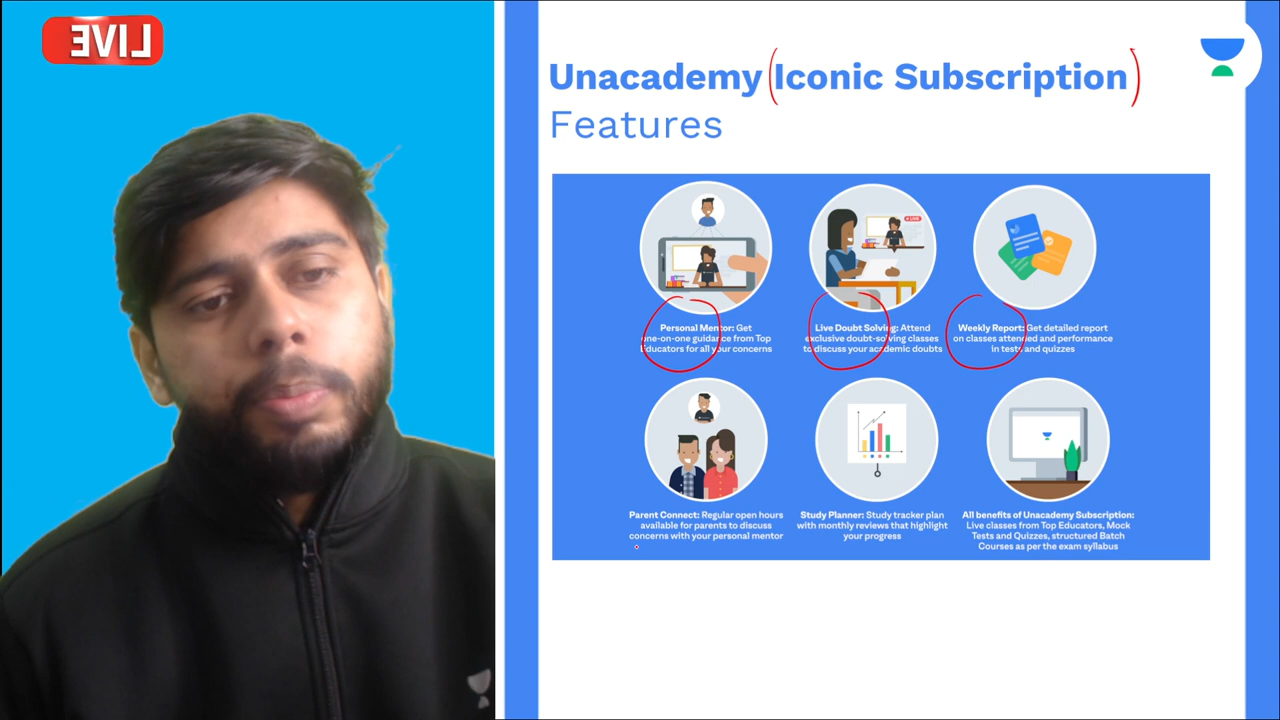 LIVE
Unacademy (Iconic Subscription)
Features
LIVE
Personal Mentor: Get
one-on-one guidance from Top
Educators for all your concerns
Live Doubt Solving: Attend
exclusive doubt-solving classes
to discuss your academic doubts
Weekly Report: Get detailed report
on classes attended and performance
in tests and quizzes
Parent Connect: Regular open hours
available for parents to discuss
concerns with your personal mentor
Study Planner: Study tracker plan
with monthly reviews that highlight
your progress
All benefits of Unacademy Subscription:
Live classes from Top Educators, Mock
Tests and Quizzes, structured Batch
Courses as per the exam syllabus